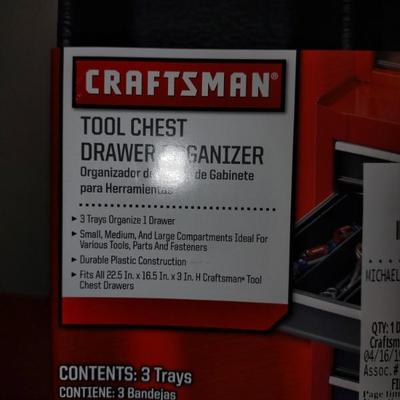 CRAFTSMAN®
TOOL CHEST
DRAWER ORGANIZER
Organizador de de Gabinete
para Herramientas
▸ 3 Trays Organize 1 Drawer
▸ Small, Medium, And Large Compartments Ideal For
Various Tools, Parts And Fasteners
▸ Durable Plastic Construction
▸ Fits All 22.5 In. x 16.5 In. x 3 In. H Craftsman® Tool
Chest Drawers
CONTENTS: 3 Trays
CONTIENE: 3 Bandejas
MICHAEL
QTY: 1 D
Craftsm
04/16/1
Assoc. #